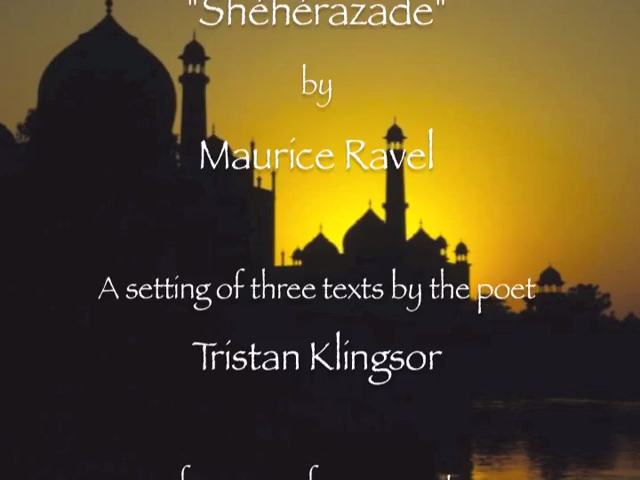 "Shéhérazade"
by
Maurice Ravel
A setting of three texts by the poet
Tristan Klingsor